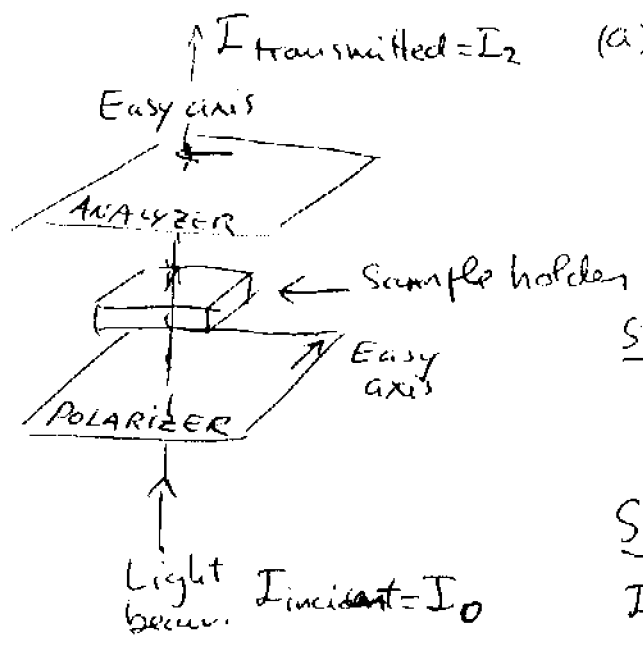 I transmitted = I₂ (a)
Easy axis
ANALYZER
Sample holder
S
Easy
axis
POLARIZER
S
Light I incident = I₀
I
beam.